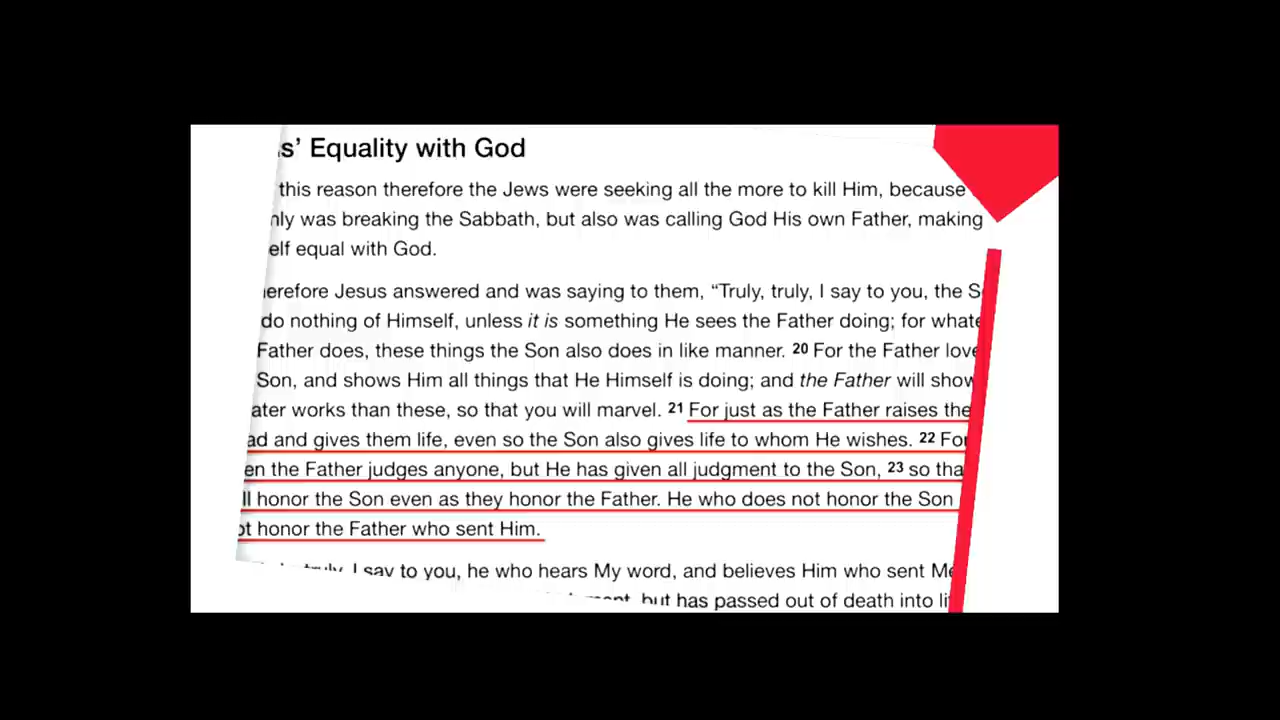 s’ Equality with God
this reason therefore the Jews were seeking all the more to kill Him, because
nly was breaking the Sabbath, but also was calling God His own Father, making
elf equal with God.
erefore Jesus answered and was saying to them, “Truly, truly, I say to you, the S
do nothing of Himself, unless it is something He sees the Father doing; for whate
Father does, these things the Son also does in like manner. 20 For the Father love
Son, and shows Him all things that He Himself is doing; and the Father will show
ater works than these, so that you will marvel. 21 For just as the Father raises the
ad and gives them life, even so the Son also gives life to whom He wishes. 22 For
en the Father judges anyone, but He has given all judgment to the Son, 23 so tha
ll honor the Son even as they honor the Father. He who does not honor the Son
ot honor the Father who sent Him.
truly, I say to you, he who hears My word, and believes Him who sent Me
but has passed out of death into li